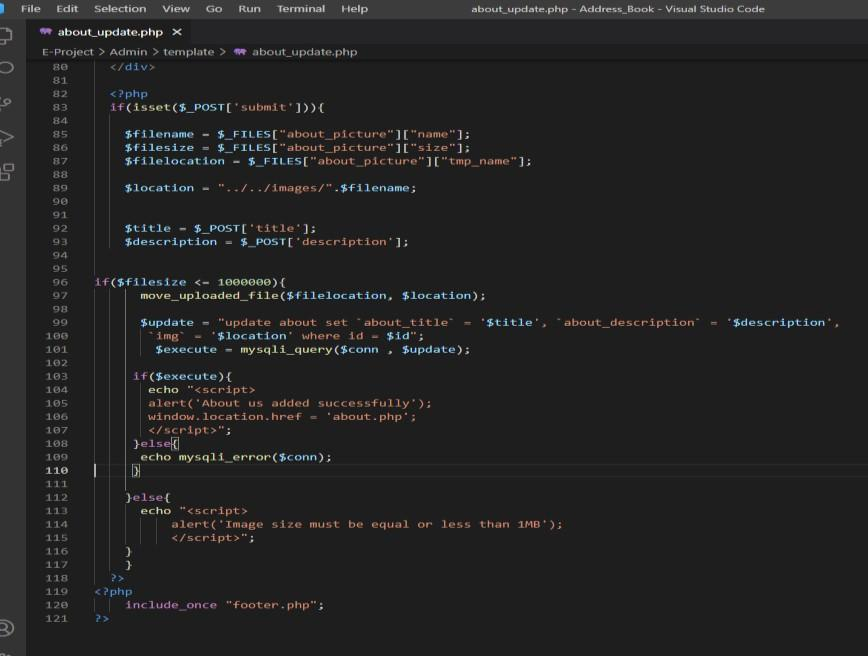 File Edit Selection View Go Run Terminal Help about_update.php - Address_Book - Visual Studio Code
about_update.php ×
E-Project > Admin > template > about_update.php
80 </div>
81
82 <?php
83 if(isset($_POST['submit'])){
84
85 $filename = $_FILES["about_picture"]["name"];
86 $filesize = $_FILES["about_picture"]["size"];
87 $filelocation = $_FILES["about_picture"]["tmp_name"];
88
89 $location = "../../images/".$filename;
90
91
92 $title = $_POST['title'];
93 $description = $_POST['description'];
94
95
96 if($filesize <= 1000000){
97 move_uploaded_file($filelocation, $location);
98
99 $update = "update about set `about_title` = '$title', `about_description` = '$description',
100 `img` = '$location' where id = $id";
101 $execute = mysqli_query($conn , $update);
102
103 if($execute){
104 echo "<script>
105 alert('About us added successfully');
106 window.location.href = 'about.php';
107 </script>";
108 }else{
109 echo mysqli_error($conn);
110 }
111
112 }else{
113 echo "<script>
114 alert('Image size must be equal or less than 1MB');
115 </script>";
116 }
117 }
118 ?>
119 <?php
120 include_once "footer.php";
121 ?>